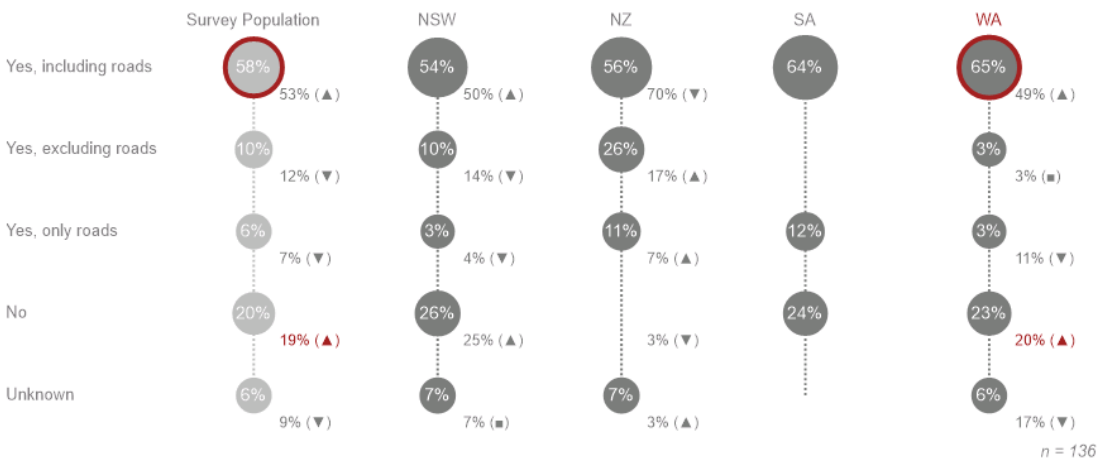 Survey Population NSW NZ SA WA
Yes, including roads 58% 54% 56% 64% 65%
53% (▲) 50% (▲) 70% (▼) 49% (▲)
Yes, excluding roads 10% 10% 26% 3%
12% (▼) 14% (▼) 17% (▲) 3% (■)
Yes, only roads 6% 3% 11% 12% 3%
7% (▼) 4% (▼) 7% (▲) 11% (▼)
No 20% 26% 24% 23%
19% (▲) 25% (▲) 3% (▼) 20% (▲)
Unknown 6% 7% 7% 6%
9% (▼) 7% (■) 3% (▲) 17% (▼)
n = 136